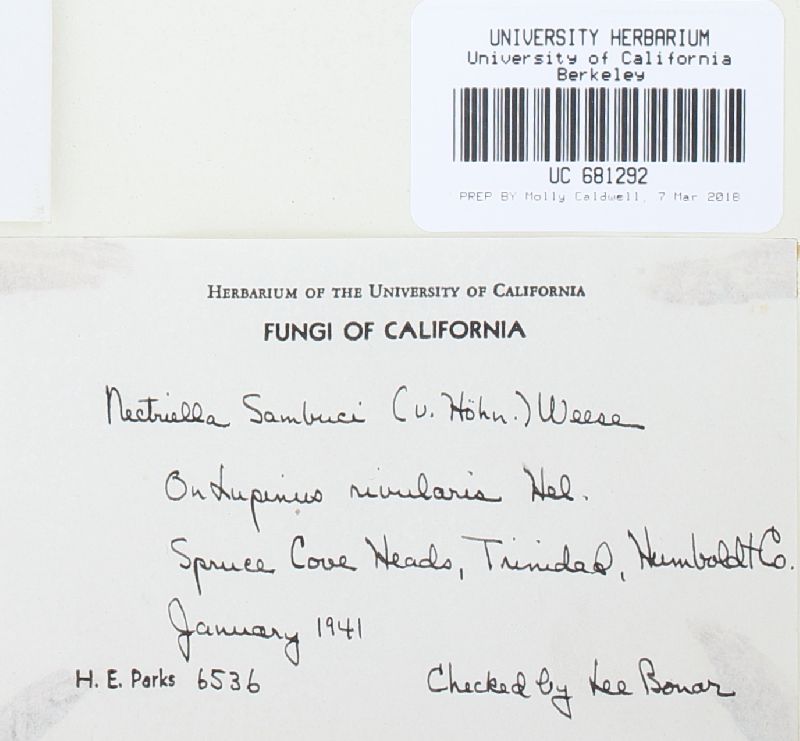 UNIVERSITY HERBARIUM
University of California
Berkeley
UC 681292
PREP BY Molly Caldwell, 7 Mar 2018
HERBARIUM OF THE UNIVERSITY OF CALIFORNIA
FUNGI OF CALIFORNIA
Nectriella Sambuci (v. Höhn.) Weese
On Lupinus rivularis Hel.
Spruce Cove Heads, Trinidad, Humboldt Co.
January 1941
H. E. Parks 6536
Checked by Lee Bonar